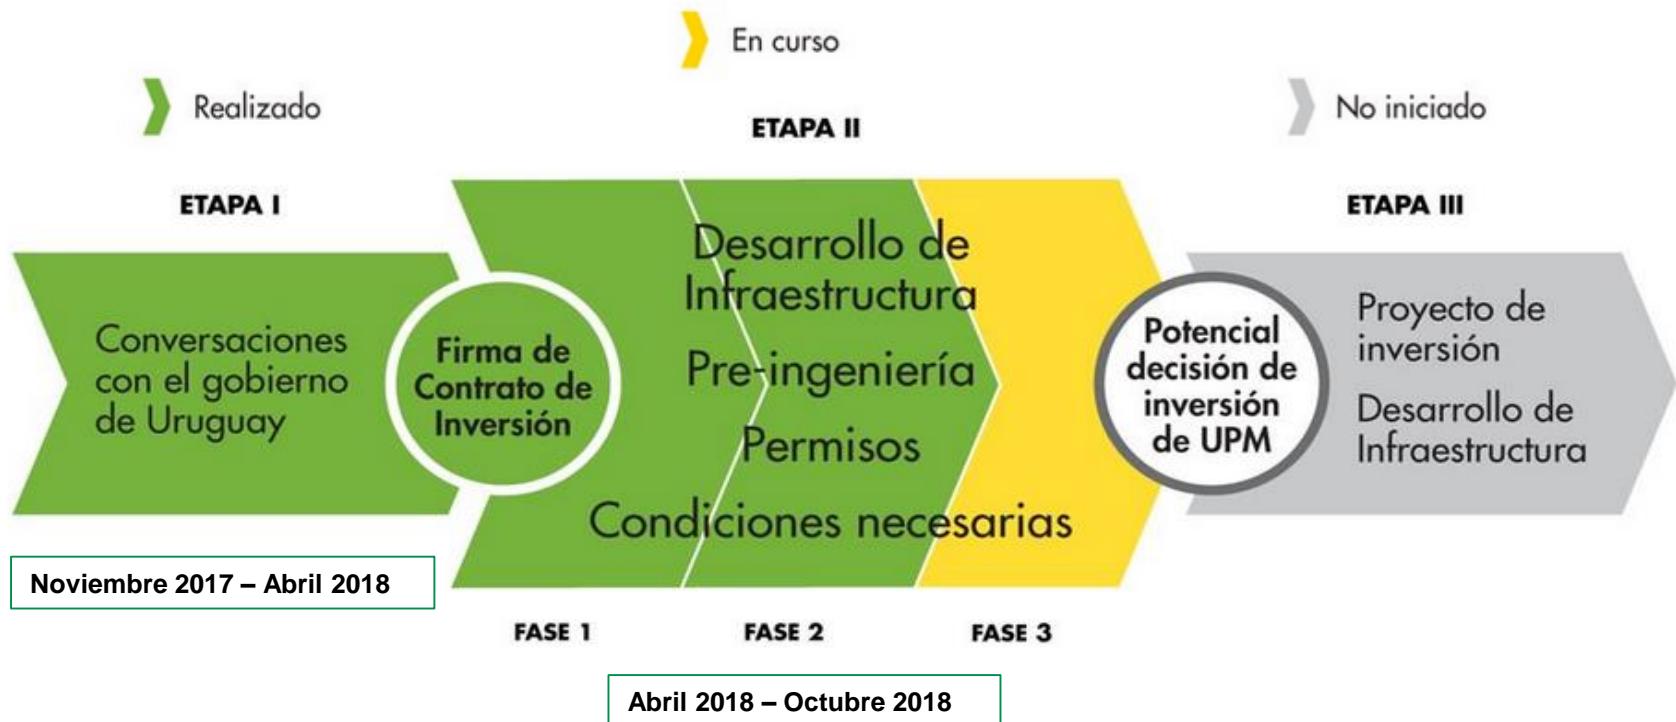 En curso
Realizado
No iniciado
ETAPA II
ETAPA I
ETAPA III
Conversaciones
con el gobierno
de Uruguay
Firma de
Contrato de
Inversión
Desarrollo de
Infraestructura
Pre-ingeniería
Permisos
Condiciones necesarias
Potencial
decisión de
inversión
de UPM
Proyecto de
inversión
Desarrollo de
Infraestructura
Noviembre 2017 – Abril 2018
FASE 1
FASE 2
FASE 3
Abril 2018 – Octubre 2018